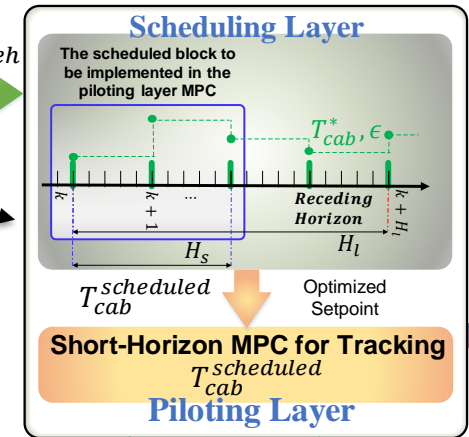 Scheduling Layer
eh
The scheduled block to
be implemented in the
piloting layer MPC
T*cab, ϵ
k
k + 1
...
Receding
Horizon
k + Hl
Hs
Hl
Tcab scheduled
Optimized
Setpoint
Short-Horizon MPC for Tracking
Tcab scheduled
Piloting Layer